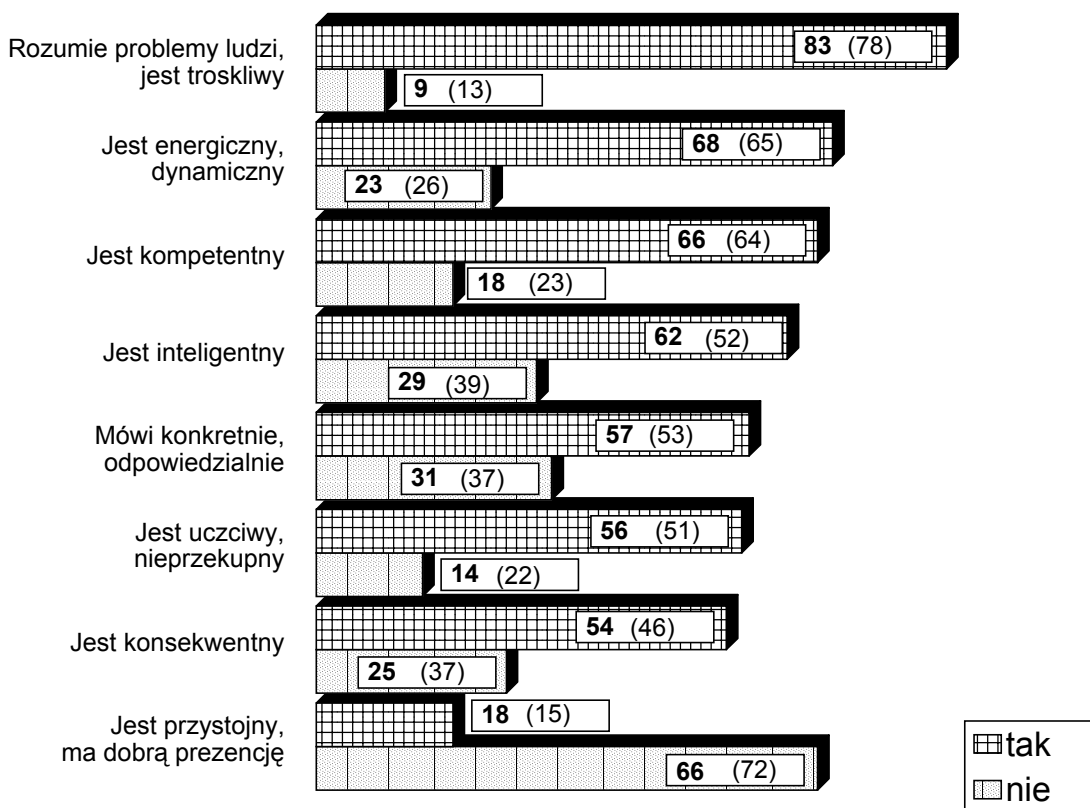 Rozumie problemy ludzi,
jest troskliwy
83 (78)
9 (13)
Jest energiczny,
dynamiczny
68 (65)
23 (26)
Jest kompetentny
66 (64)
18 (23)
Jest inteligentny
62 (52)
29 (39)
Mówi konkretnie,
odpowiedzialnie
57 (53)
31 (37)
Jest uczciwy,
nieprzekupny
56 (51)
14 (22)
Jest konsekwentny
54 (46)
25 (37)
Jest przystojny,
ma dobrą prezencję
18 (15)
66 (72)
tak
nie